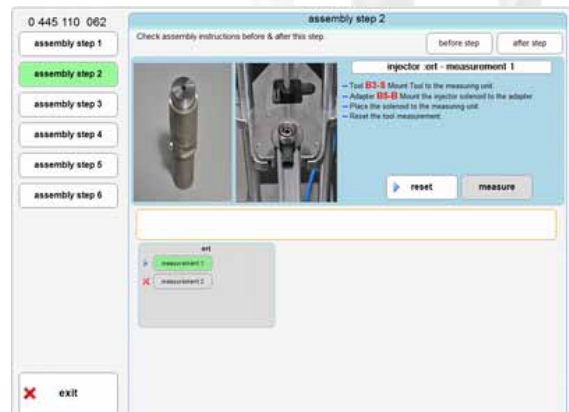 0 445 110 062
assembly step 1
assembly step 2
assembly step 3
assembly step 4
assembly step 5
assembly step 6
exit
assembly step 2
Check assembly instructions before & after this step.
before step
after step
injector :ert - measurement 1
– Tool B3-S Mount Tool to the measuring unit.
– Adapter B5-B Mount the injector solenoid to the adapter.
– Place the solenoid to the measuring unit.
– Reset the tool measurement.
reset
measure
ert
measurement 1
measurement 2